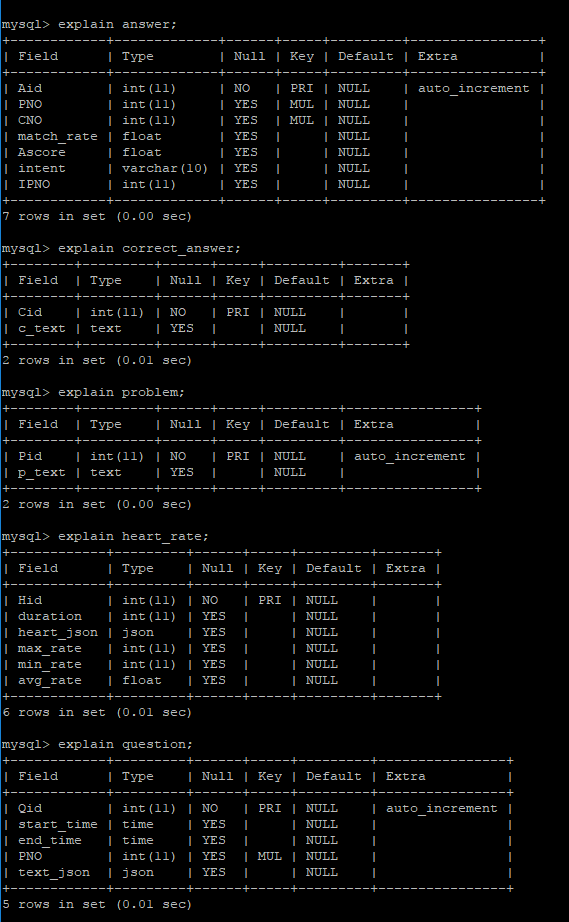 mysql> explain answer;
+------------+-------------+------+-----+---------+----------------+
| Field      | Type        | Null | Key | Default | Extra          |
+------------+-------------+------+-----+---------+----------------+
| Aid        | int(11)     | NO   | PRI | NULL    | auto_increment |
| PNO        | int(11)     | YES  | MUL | NULL    |                |
| CNO        | int(11)     | YES  | MUL | NULL    |                |
| match_rate | float       | YES  |     | NULL    |                |
| Ascore     | float       | YES  |     | NULL    |                |
| intent     | varchar(10) | YES  |     | NULL    |                |
| IPNO       | int(11)     | YES  |     | NULL    |                |
+------------+-------------+------+-----+---------+----------------+
7 rows in set (0.00 sec)
mysql> explain correct_answer;
+--------+---------+------+-----+---------+-------+
| Field  | Type    | Null | Key | Default | Extra |
+--------+---------+------+-----+---------+-------+
| Cid    | int(11) | NO   | PRI | NULL    |       |
| c_text | text    | YES  |     | NULL    |       |
+--------+---------+------+-----+---------+-------+
2 rows in set (0.01 sec)
mysql> explain problem;
+--------+---------+------+-----+---------+----------------+
| Field  | Type    | Null | Key | Default | Extra          |
+--------+---------+------+-----+---------+----------------+
| Pid    | int(11) | NO   | PRI | NULL    | auto_increment |
| p_text | text    | YES  |     | NULL    |                |
+--------+---------+------+-----+---------+----------------+
2 rows in set (0.00 sec)
mysql> explain heart_rate;
+------------+---------+------+-----+---------+-------+
| Field      | Type    | Null | Key | Default | Extra |
+------------+---------+------+-----+---------+-------+
| Hid        | int(11) | NO   | PRI | NULL    |       |
| duration   | int(11) | YES  |     | NULL    |       |
| heart_json | json    | YES  |     | NULL    |       |
| max_rate   | int(11) | YES  |     | NULL    |       |
| min_rate   | int(11) | YES  |     | NULL    |       |
| avg_rate   | float   | YES  |     | NULL    |       |
+------------+---------+------+-----+---------+-------+
6 rows in set (0.01 sec)
mysql> explain question;
+------------+---------+------+-----+---------+----------------+
| Field      | Type    | Null | Key | Default | Extra          |
+------------+---------+------+-----+---------+----------------+
| Qid        | int(11) | NO   | PRI | NULL    | auto_increment |
| start_time | time    | YES  |     | NULL    |                |
| end_time   | time    | YES  |     | NULL    |                |
| PNO        | int(11) | YES  | MUL | NULL    |                |
| text_json  | json    | YES  |     | NULL    |                |
+------------+---------+------+-----+---------+----------------+
5 rows in set (0.01 sec)